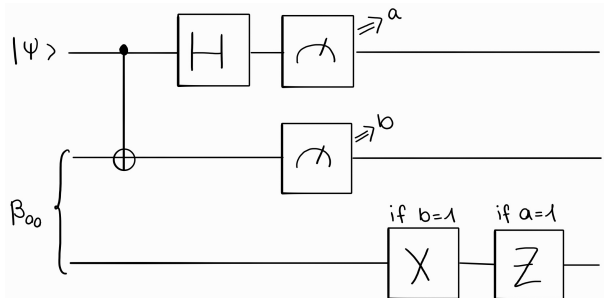 |Ψ> H a
b
β₀₀
if b=1 if a=1
X Z